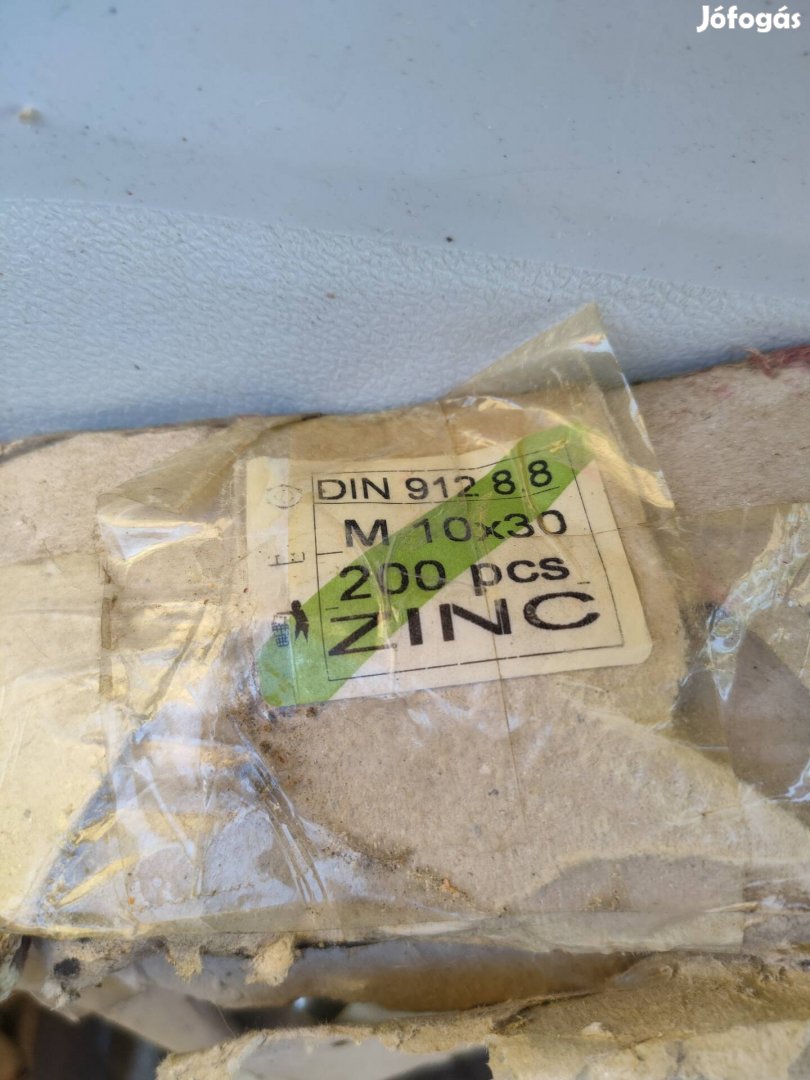 Jófogás
DIN 912 8 8
M 10x30
200 pcs
ZINC